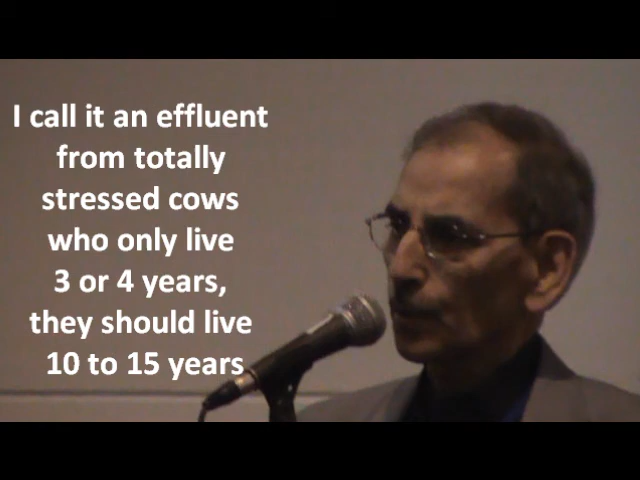 I call it an effluent
from totally
stressed cows
who only live
3 or 4 years,
they should live
10 to 15 years